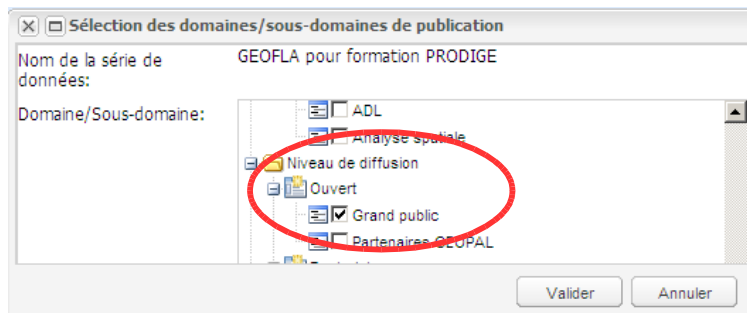 Sélection des domaines/sous-domaines de publication
Nom de la série de données: GEOFLA pour formation PRODIGE
Domaine/Sous-domaine:
ADL
Analyse spatiale
Niveau de diffusion
Ouvert
Grand public
Partenaires GEOPAL
Valider Annuler